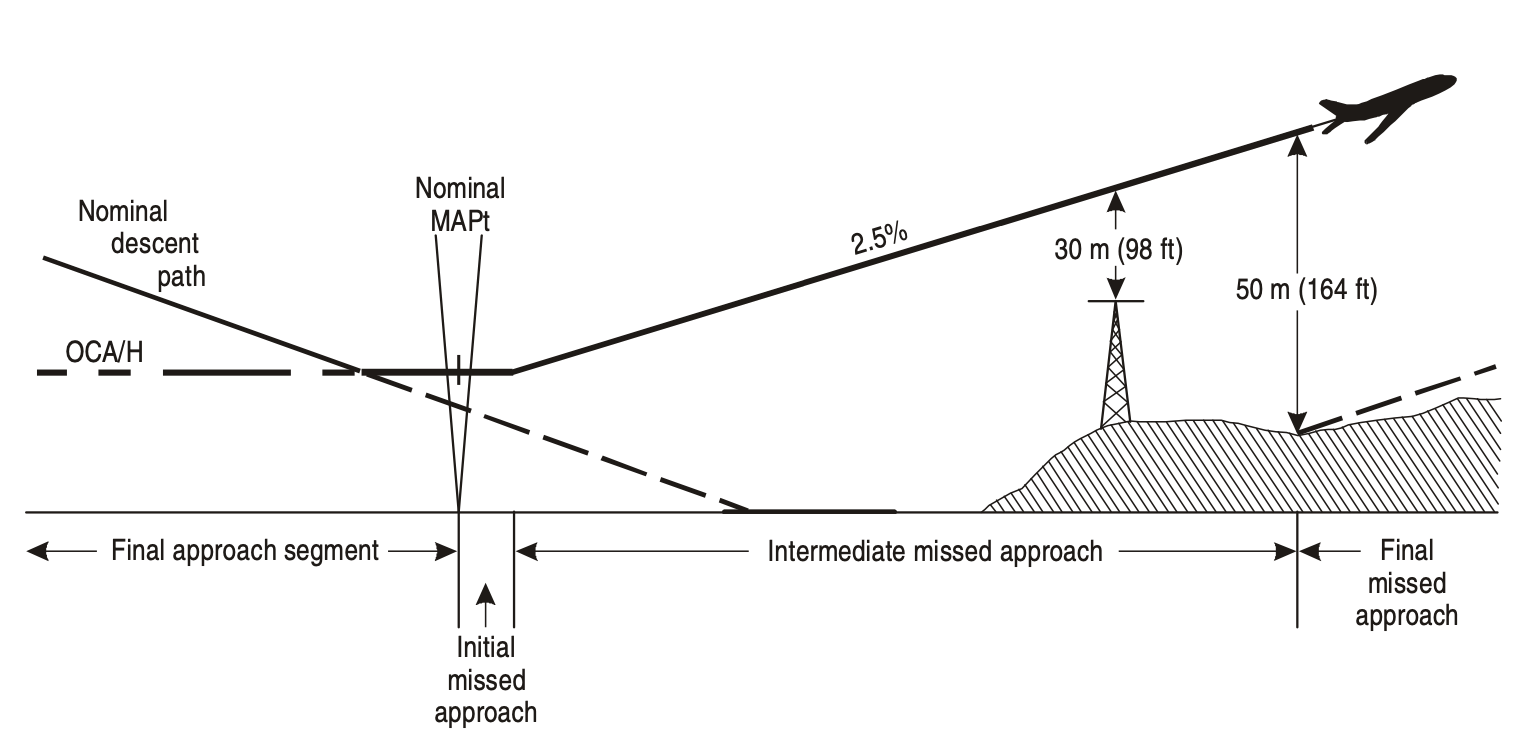 Nominal
MAPt
Nominal
descent
path
2.5%
30 m (98 ft)
50 m (164 ft)
OCA/H
Final approach segment
Intermediate missed approach
Final
missed
approach
Initial
missed
approach